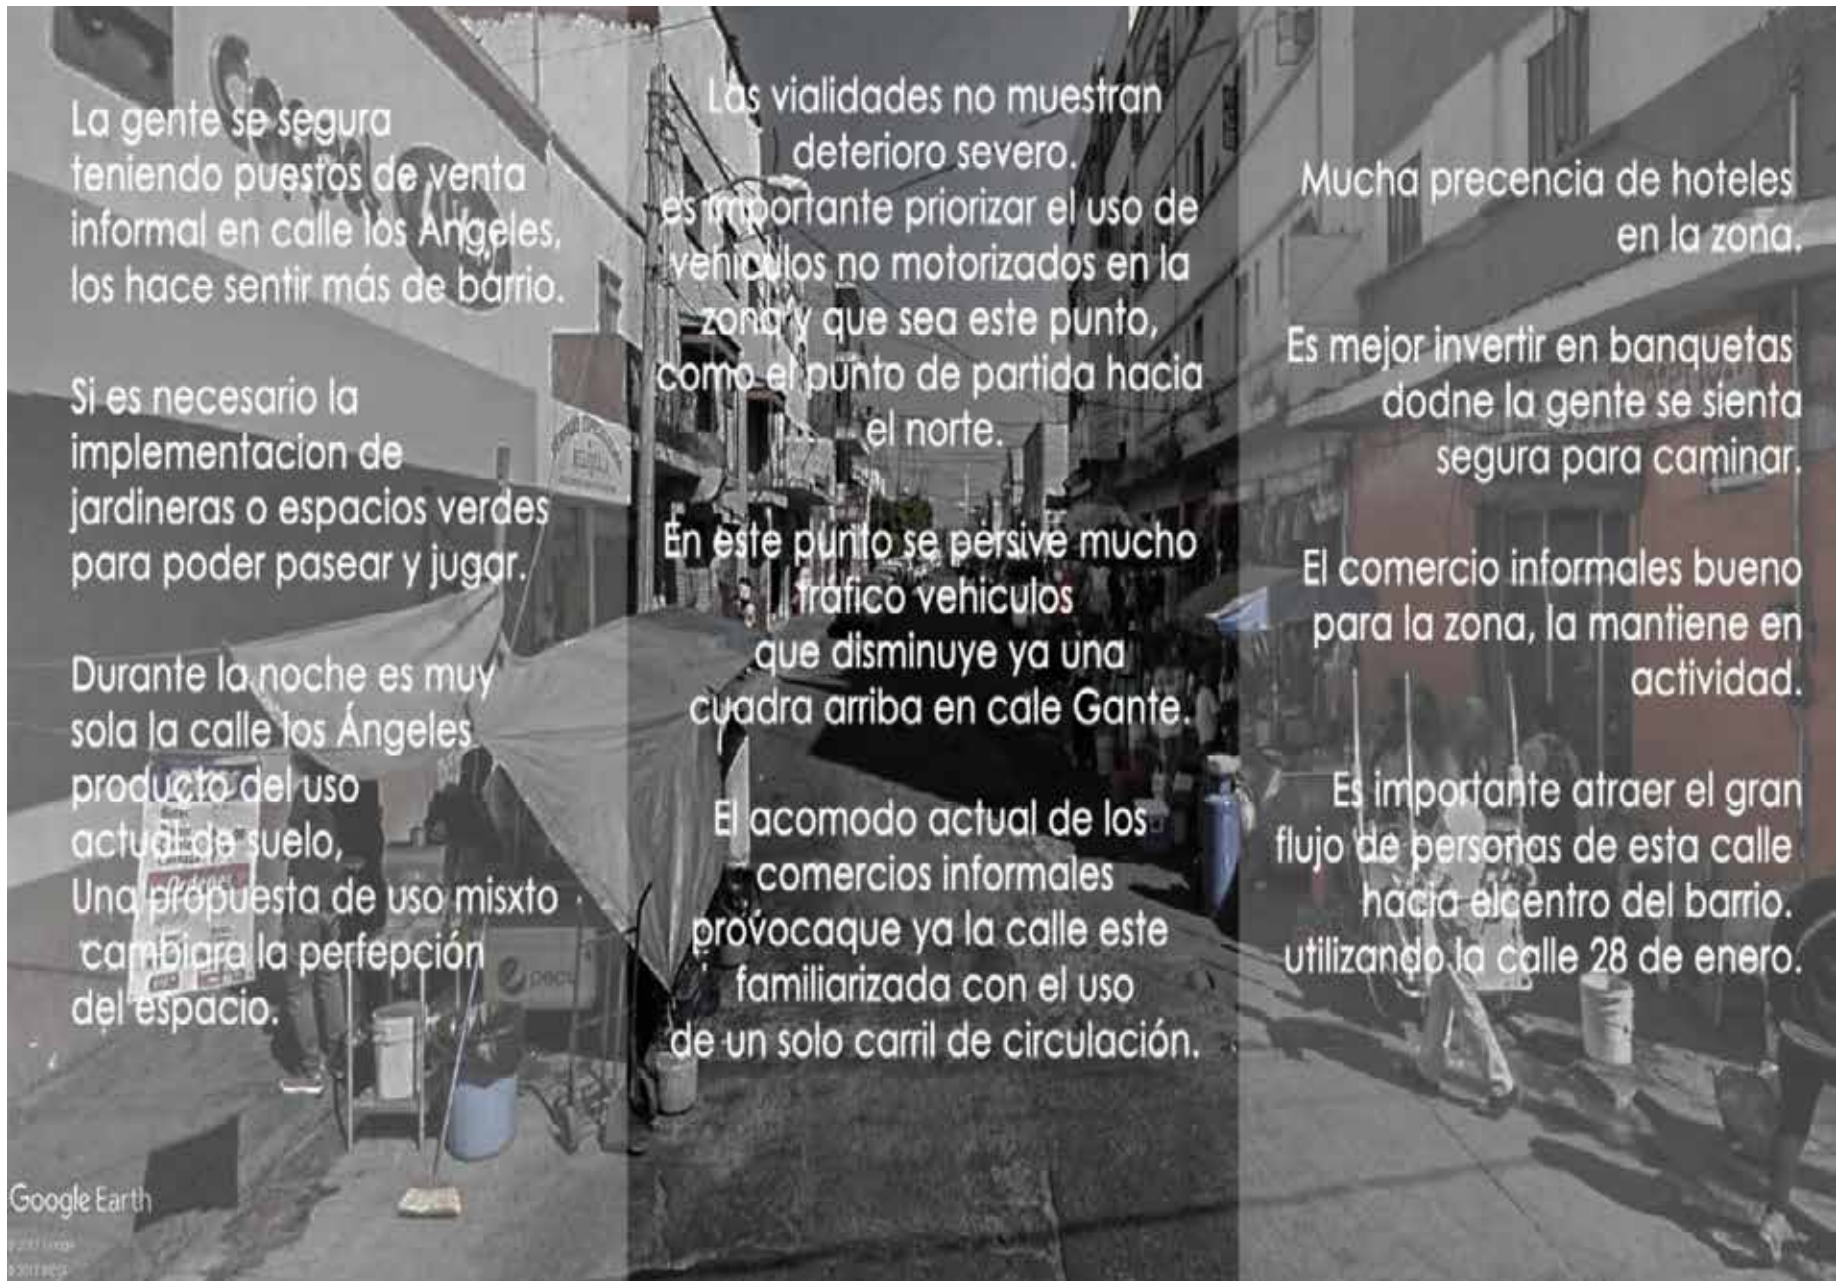 La gente se segura
teniendo puestos de venta
informal en calle los Ángeles,
los hace sentir más de barrio.
Si es necesario la
implementacion de
jardineras o espacios verdes
para poder pasear y jugar.
Durante la noche es muy
sola la calle los Ángeles
producto del uso
actual de suelo,
Una propuesta de uso misxto
cambiara la perfepción
del espacio.
Las vialidades no muestran
deterioro severo.
es importante priorizar el uso de
vehiculos no motorizados en la
zona y que sea este punto,
como el punto de partida hacia
el norte.
En este punto se persive mucho
trafico vehiculos
que disminuye ya una
cuadra arriba en cale Gante.
El acomodo actual de los
comercios informales
provocaque ya la calle este
familiarizada con el uso
de un solo carril de circulación.
Mucha precencia de hoteles
en la zona.
Es mejor invertir en banquetas
dodne la gente se sienta
segura para caminar.
El comercio informales bueno
para la zona, la mantiene en
actividad.
Es importante atraer el gran
flujo de personas de esta calle
hacia elcentro del barrio.
utilizando la calle 28 de enero.
Ordenes
pepsi
Google Earth